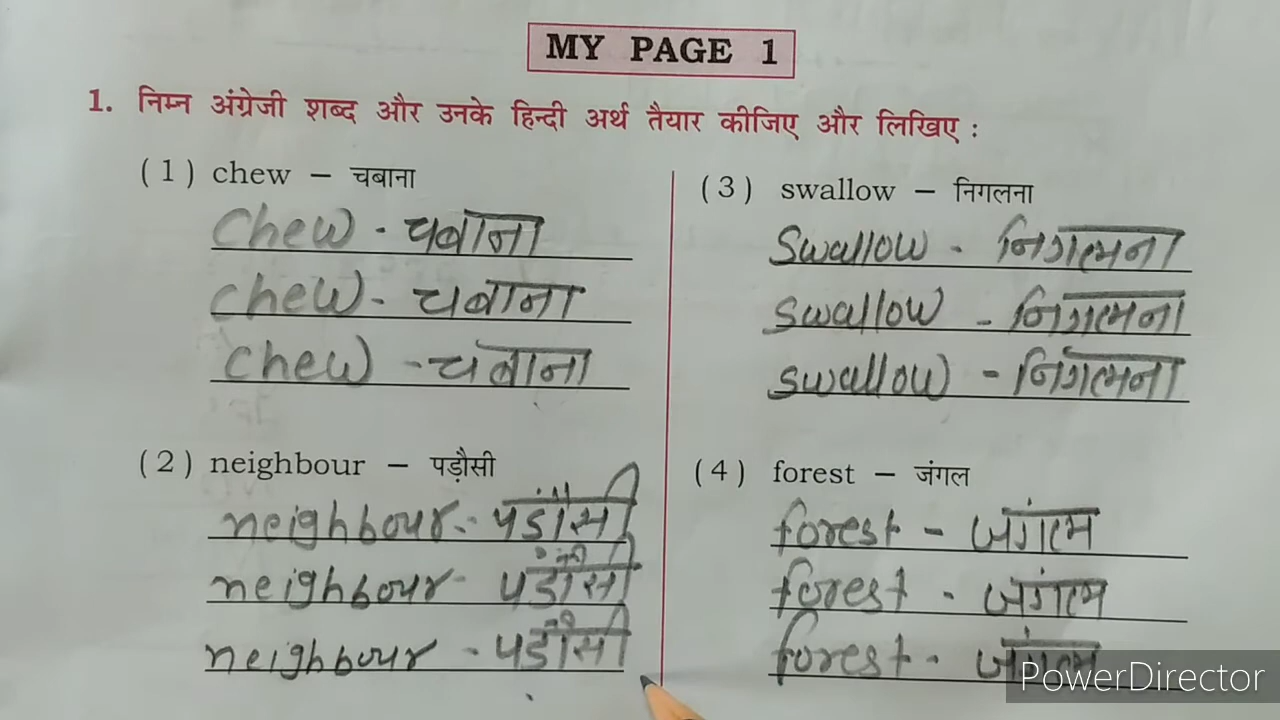 MY PAGE 1
1. निम्न अंग्रेजी शब्द और उनके हिन्दी अर्थ तैयार कीजिए और लिखिए :
(1) chew – चबाना
chew - चबाना
chew - चबाना
chew - चबाना
(2) neighbour – पड़ौसी
neighbour - पडौंसी
neighbour - पडौंसी
neighbour - पडौंसी
(3) swallow – निगलना
swallow - निगलना
swallow - निगलना
swallow - निगलना
(4) forest – जंगल
forest - जगंल
forest - जगंल
forest - जंगल
PowerDirector